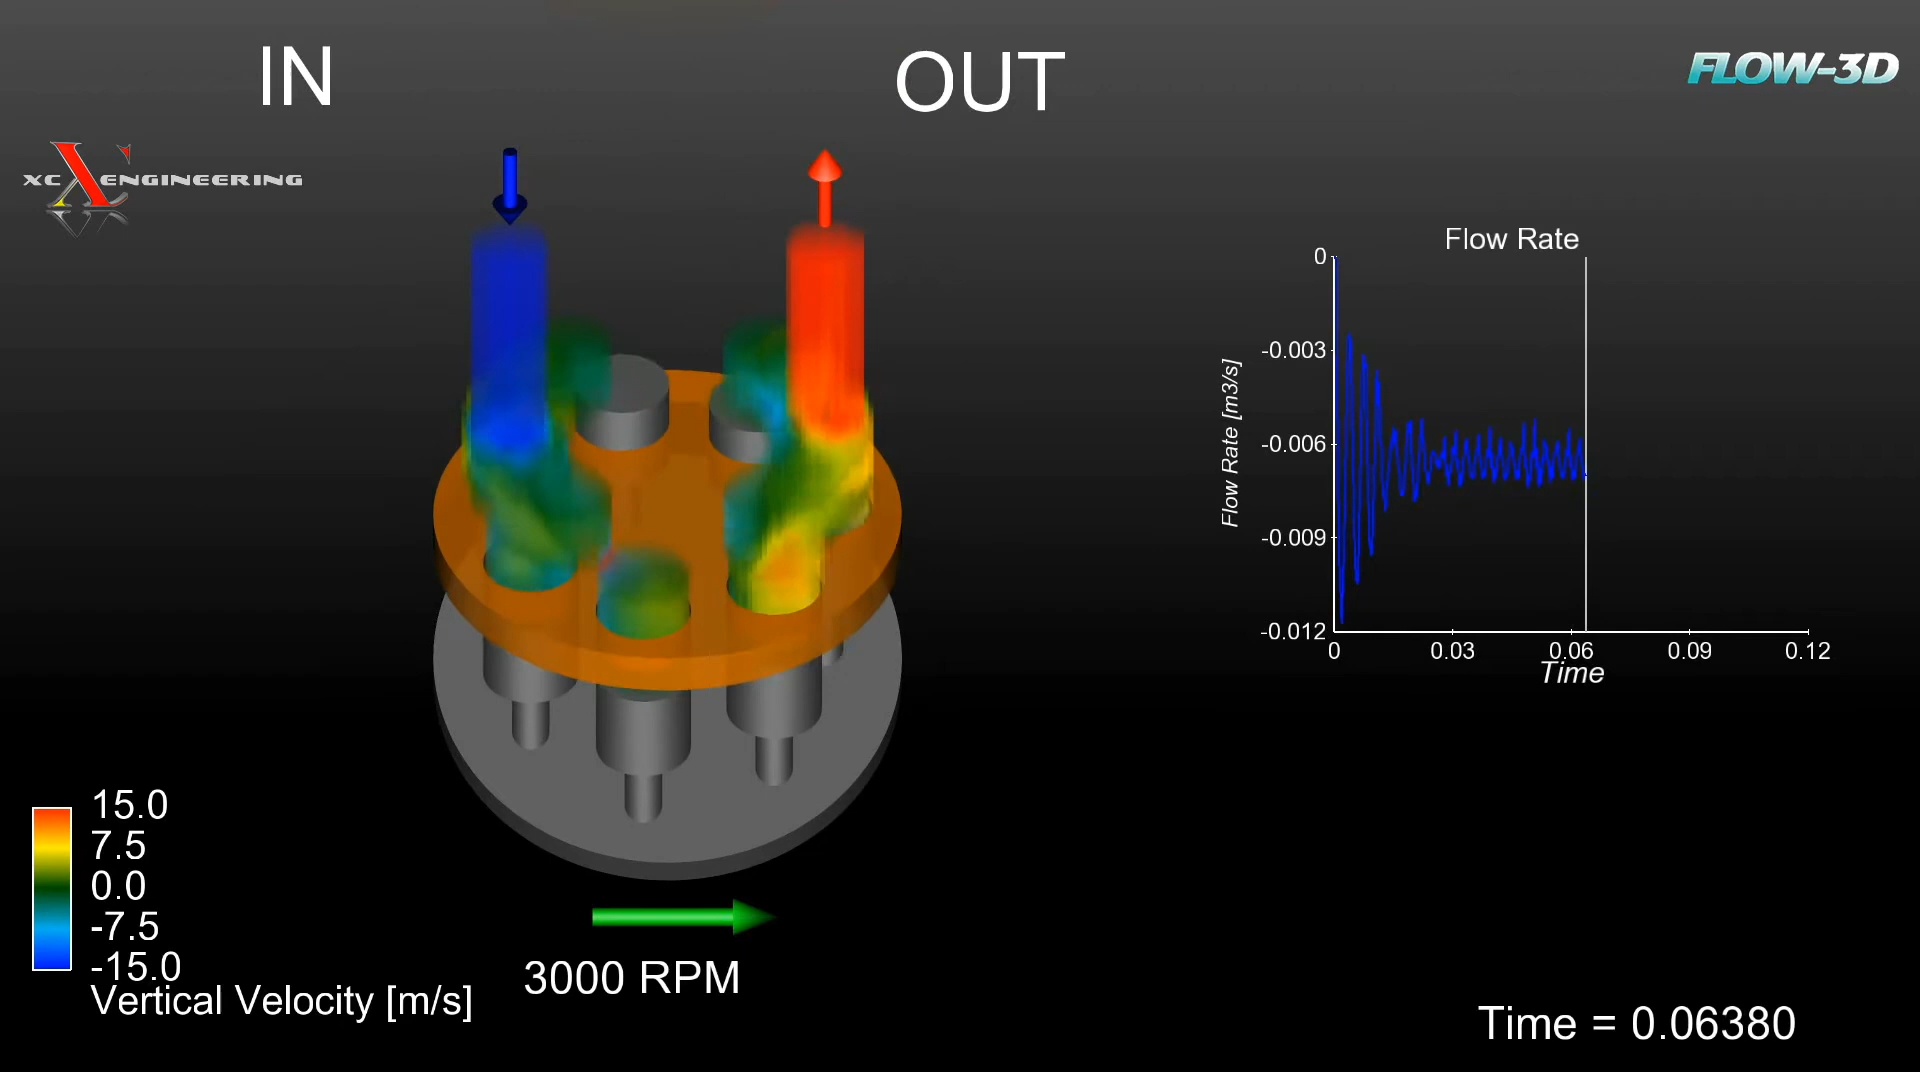 IN
OUT
FLOW-3D
XC ENGINEERING
Flow Rate
0
-0.003
-0.006
-0.009
-0.012
Flow Rate [m3/s]
0
0.03
0.06
0.09
0.12
Time
15.0
7.5
0.0
-7.5
-15.0
Vertical Velocity [m/s]
3000 RPM
Time = 0.06380